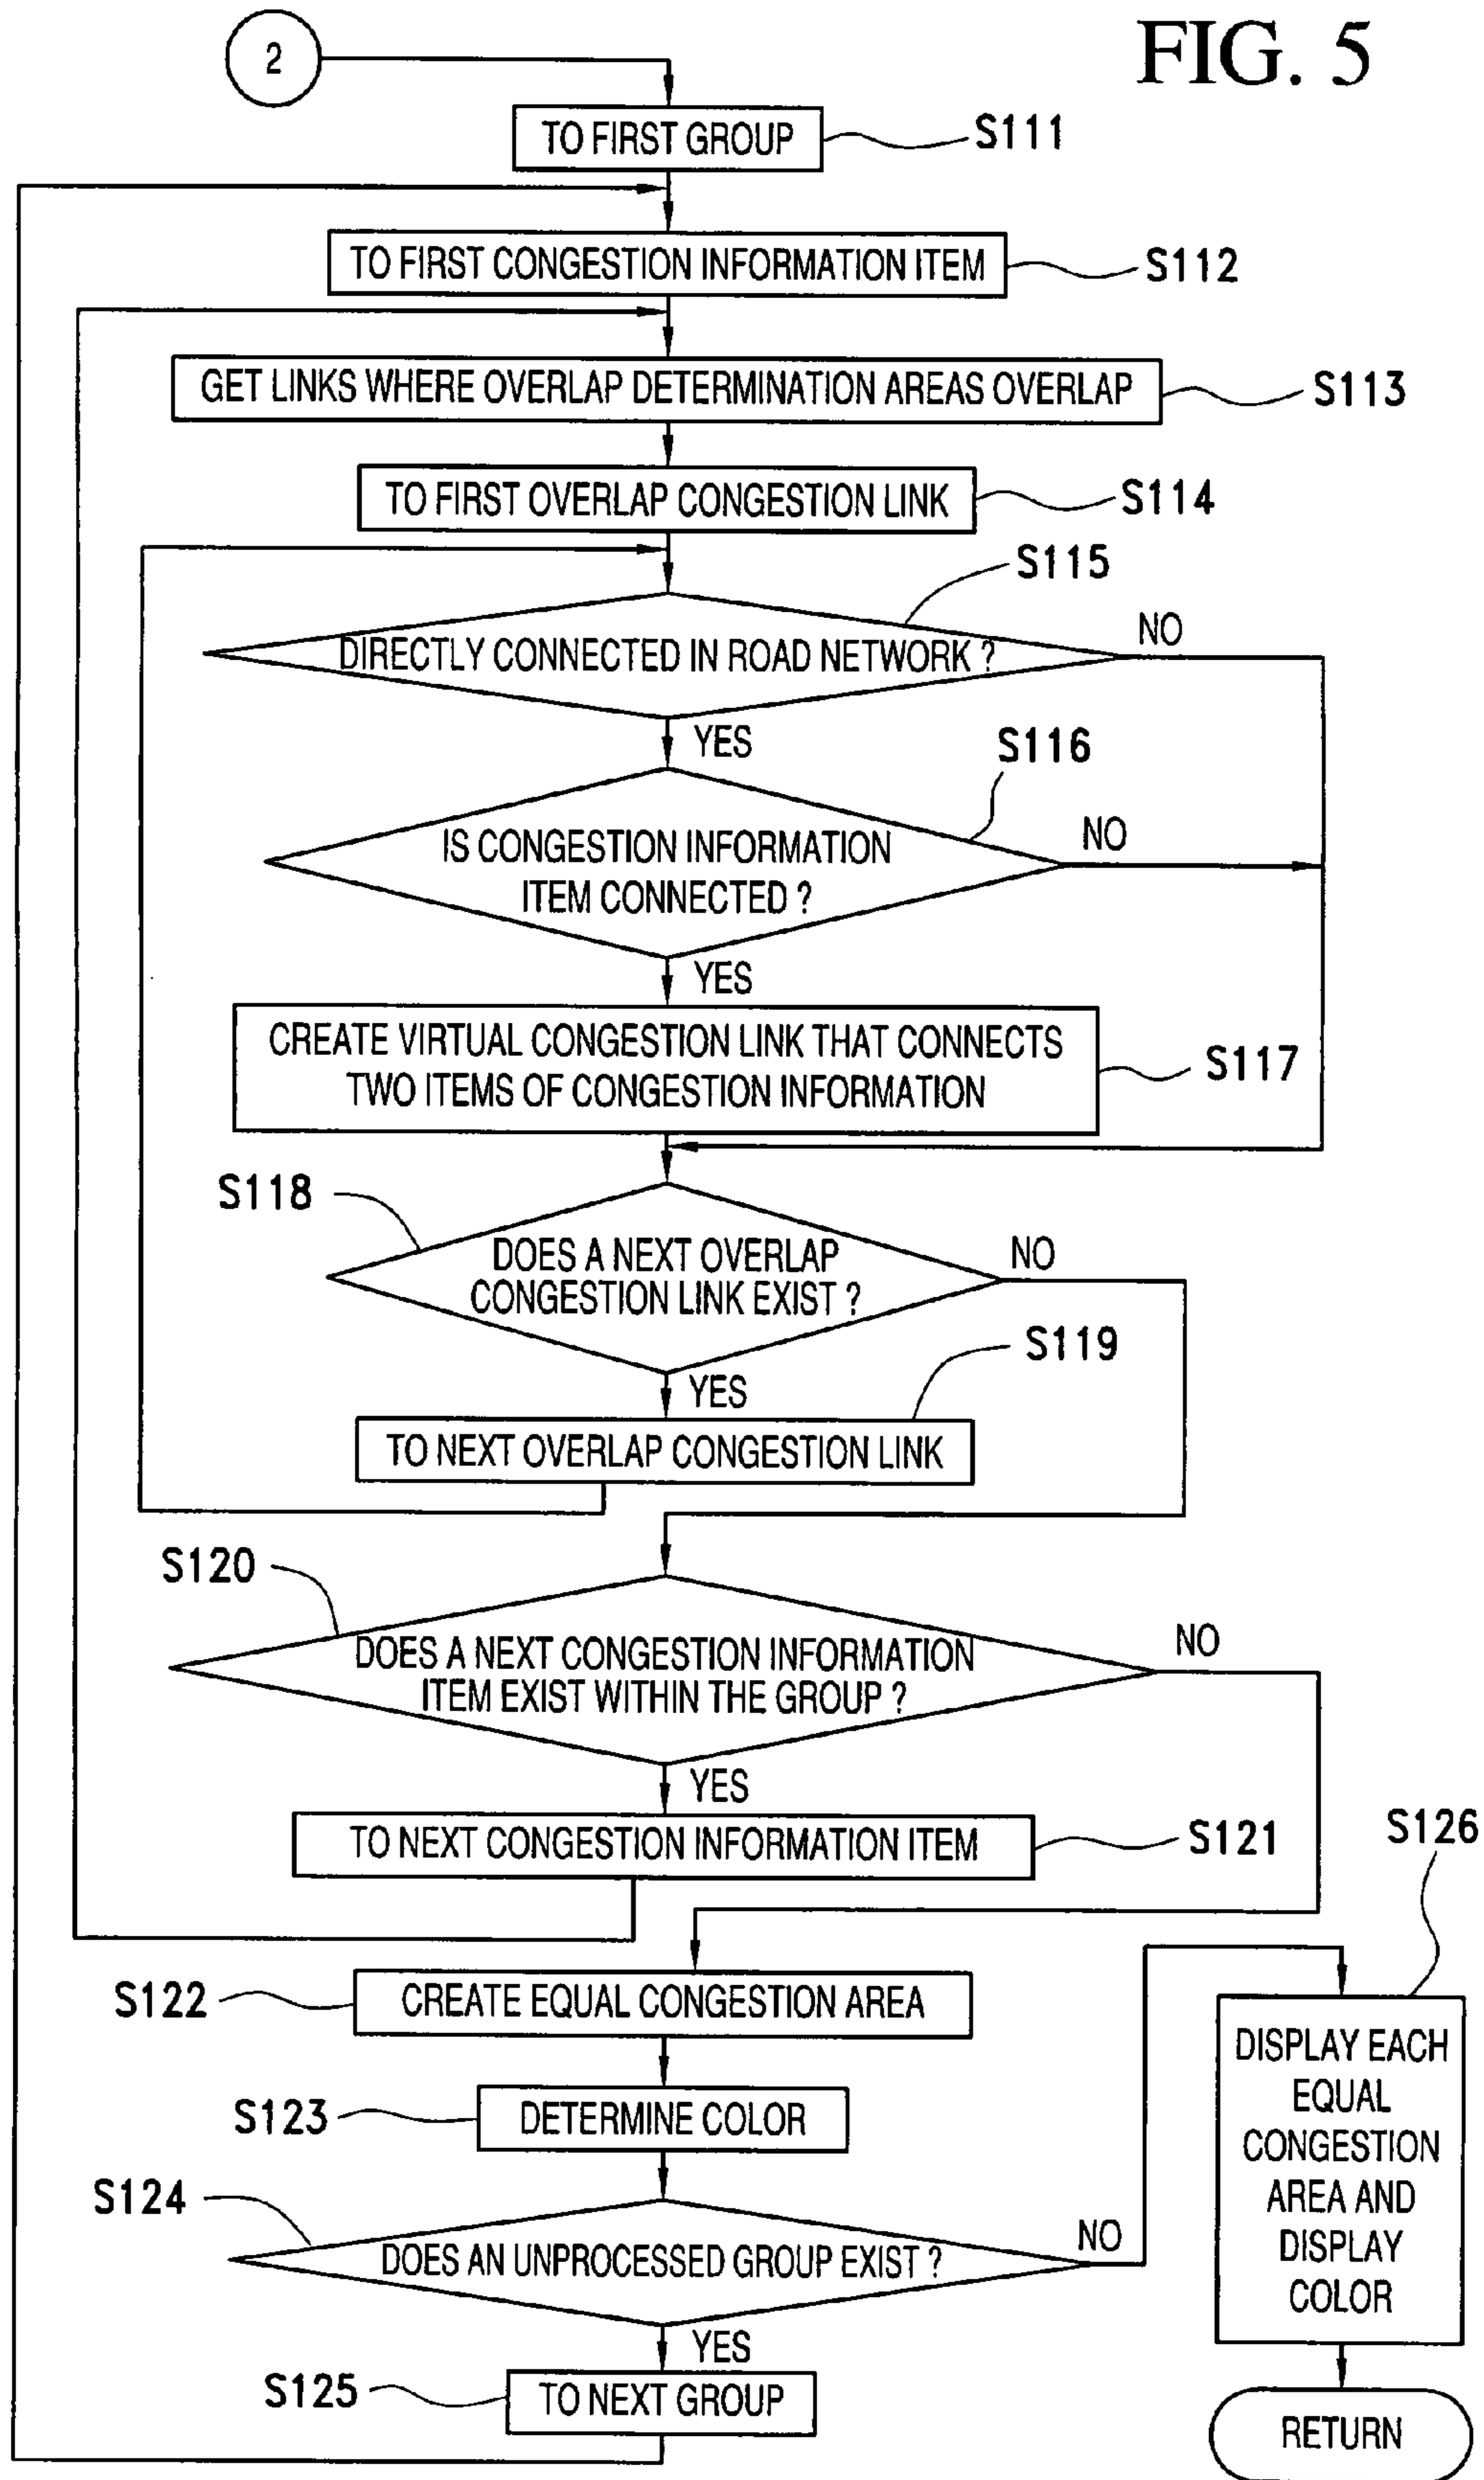 FIG. 5
2
TO FIRST GROUP
S111
TO FIRST CONGESTION INFORMATION ITEM
S112
GET LINKS WHERE OVERLAP DETERMINATION AREAS OVERLAP
S113
TO FIRST OVERLAP CONGESTION LINK
S114
S115
DIRECTLY CONNECTED IN ROAD NETWORK ?
NO
YES
S116
IS CONGESTION INFORMATION
ITEM CONNECTED ?
NO
YES
CREATE VIRTUAL CONGESTION LINK THAT CONNECTS
TWO ITEMS OF CONGESTION INFORMATION
S117
S118
DOES A NEXT OVERLAP
CONGESTION LINK EXIST ?
NO
YES
S119
TO NEXT OVERLAP CONGESTION LINK
S120
DOES A NEXT CONGESTION INFORMATION
ITEM EXIST WITHIN THE GROUP ?
NO
YES
TO NEXT CONGESTION INFORMATION ITEM
S121
S122
CREATE EQUAL CONGESTION AREA
S123
DETERMINE COLOR
S124
DOES AN UNPROCESSED GROUP EXIST ?
NO
YES
S125
TO NEXT GROUP
S126
DISPLAY EACH
EQUAL
CONGESTION
AREA AND
DISPLAY
COLOR
RETURN